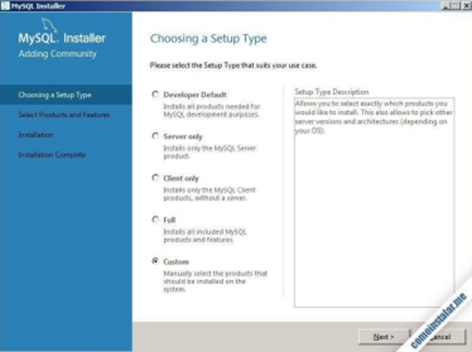 MySQL Installer
MySQL. Installer
Adding Community
Choosing a Setup Type
Select Products and Features
Installation
Installation Complete
Choosing a Setup Type
Please select the Setup Type that suits your use case.
Developer Default
Installs all products needed for
MySQL development purposes.
Server only
Installs only the MySQL Server
product.
Client only
Installs only the MySQL Client
products, without a server.
Full
Installs all included MySQL
products and features.
Custom
Manually select the products that
should be installed on the
system.
Setup Type Description
Allows you to select exactly which products you
would like to install. This also allows to pick other
server versions and architectures (depending on
your OS).
Next >
ancel
comoinstalar.me